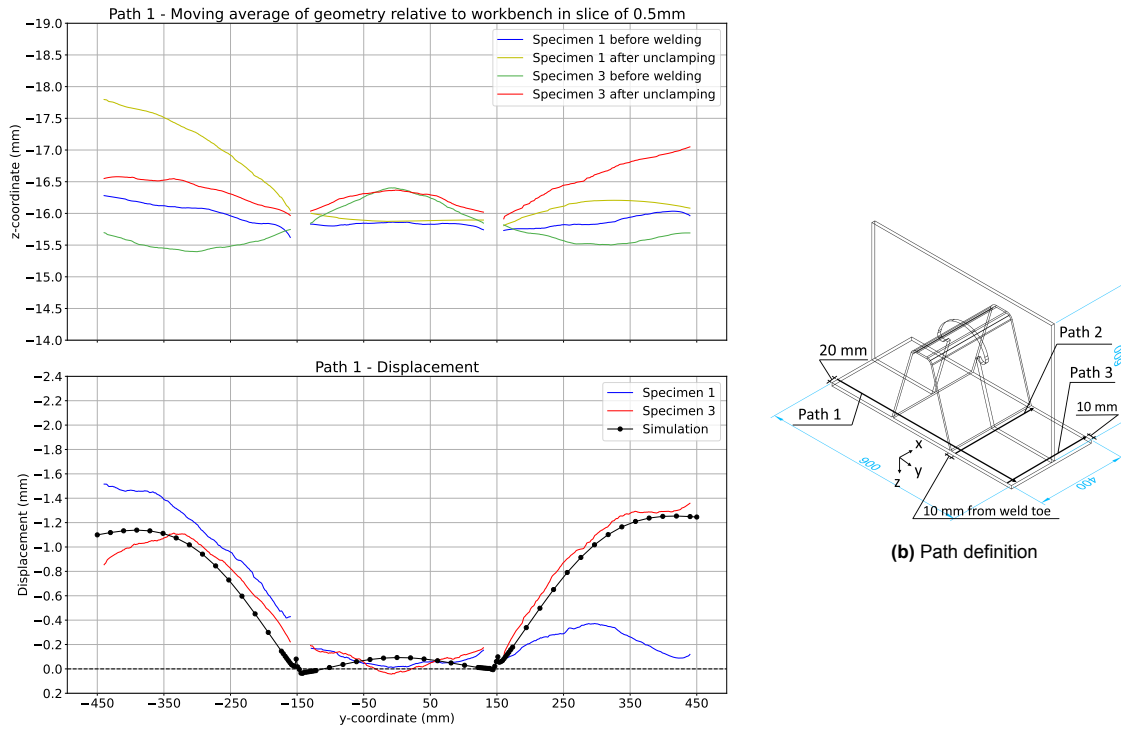 Path 1 - Moving average of geometry relative to workbench in slice of 0.5mm
−19.0
−18.5
−18.0
−17.5
−17.0
−16.5
−16.0
−15.5
−15.0
−14.5
−14.0
z-coordinate (mm)
Specimen 1 before welding
Specimen 1 after unclamping
Specimen 3 before welding
Specimen 3 after unclamping
Path 1 - Displacement
−2.4
−2.2
−2.0
−1.8
−1.6
−1.4
−1.2
−1.0
−0.8
−0.6
−0.4
−0.2
0.0
0.2
Displacement (mm)
Specimen 1
Specimen 3
Simulation
−450
−350
−250
−150
−50
50
150
250
350
450
y-coordinate (mm)
20 mm
Path 1
Path 2
Path 3
10 mm
x
y
z
900
400
10 mm from weld toe
(b) Path definition